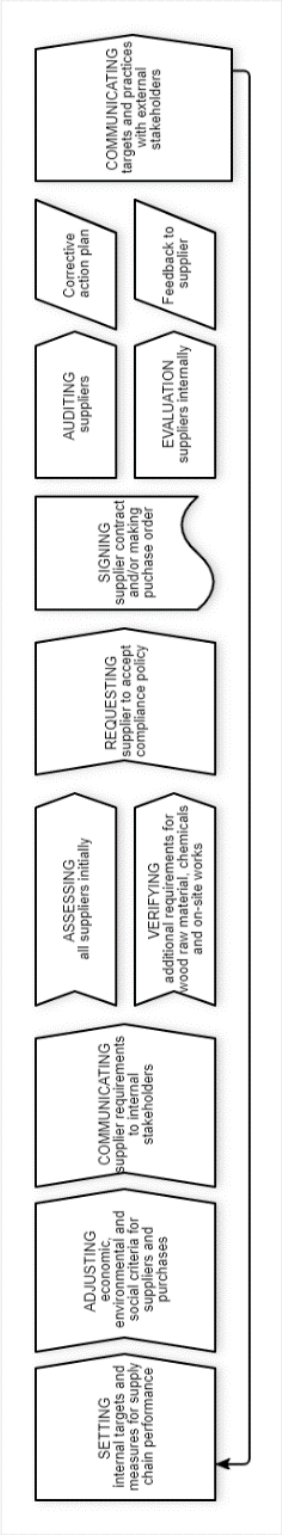 SETTING
internal targets and
measures for supply
chain performance
ADJUSTING
economic,
environmental and
social criteria for
suppliers and
purchases
COMMUNICATING
supplier requirements
to internal
stakeholders
ASSESSING
all suppliers initially
VERIFYING
additional requirements for
wood raw material, chemicals
and on-site works
REQUESTING
supplier to accept
compliance policy
SIGNING
supplier contract
and/or making
puchase order
AUDITING
suppliers
EVALUATION
suppliers internally
Corrective
action plan
Feedback to
supplier
COMMUNICATING
targets and practices
with external
stakeholders